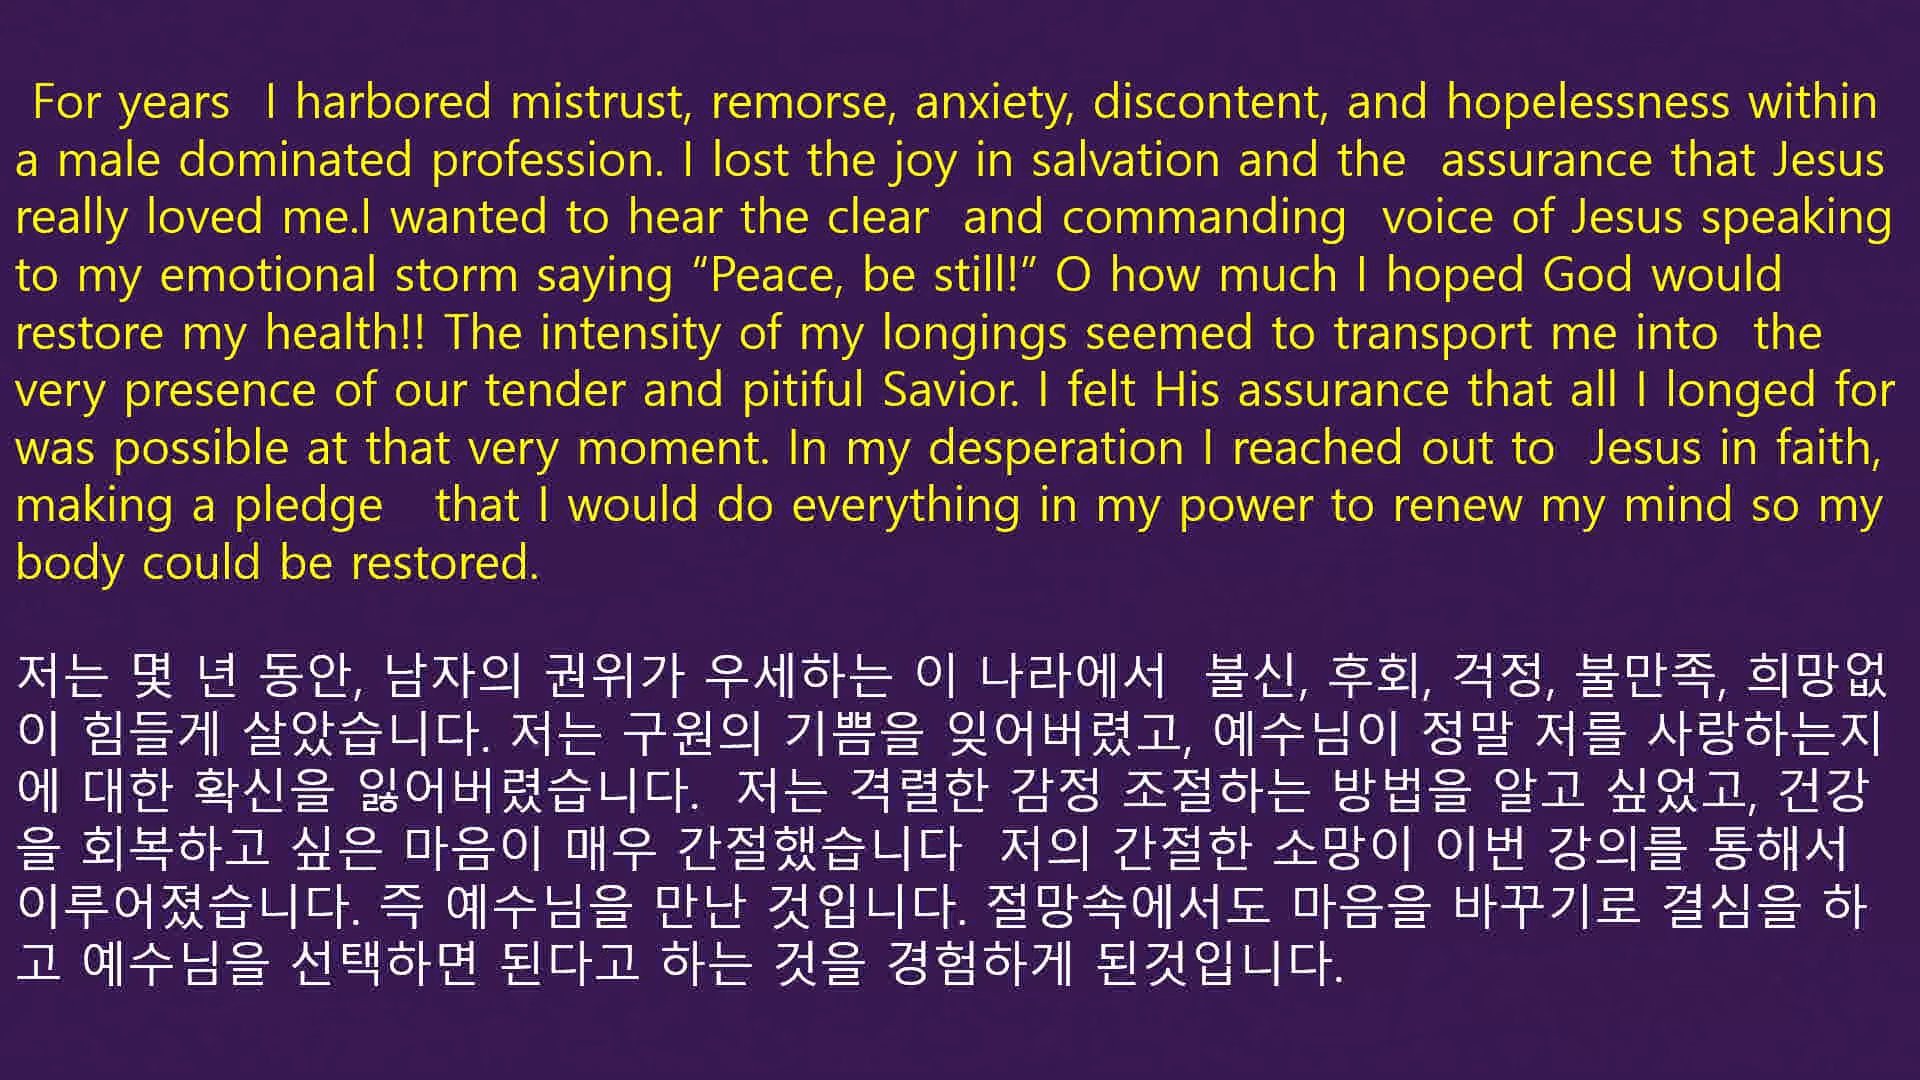 For years I harbored mistrust, remorse, anxiety, discontent, and hopelessness within
a male dominated profession. I lost the joy in salvation and the assurance that Jesus
really loved me.I wanted to hear the clear and commanding voice of Jesus speaking
to my emotional storm saying “Peace, be still!” O how much I hoped God would
restore my health!! The intensity of my longings seemed to transport me into the
very presence of our tender and pitiful Savior. I felt His assurance that all I longed for
was possible at that very moment. In my desperation I reached out to Jesus in faith,
making a pledge that I would do everything in my power to renew my mind so my
body could be restored.
저는 몇 년 동안, 남자의 권위가 우세하는 이 나라에서 불신, 후회, 걱정, 불만족, 희망없
이 힘들게 살았습니다. 저는 구원의 기쁨을 잊어버렸고, 예수님이 정말 저를 사랑하는지
에 대한 확신을 잃어버렸습니다. 저는 격렬한 감정 조절하는 방법을 알고 싶었고, 건강
을 회복하고 싶은 마음이 매우 간절했습니다 저의 간절한 소망이 이번 강의를 통해서
이루어졌습니다. 즉 예수님을 만난 것입니다. 절망속에서도 마음을 바꾸기로 결심을 하
고 예수님을 선택하면 된다고 하는 것을 경험하게 된것입니다.